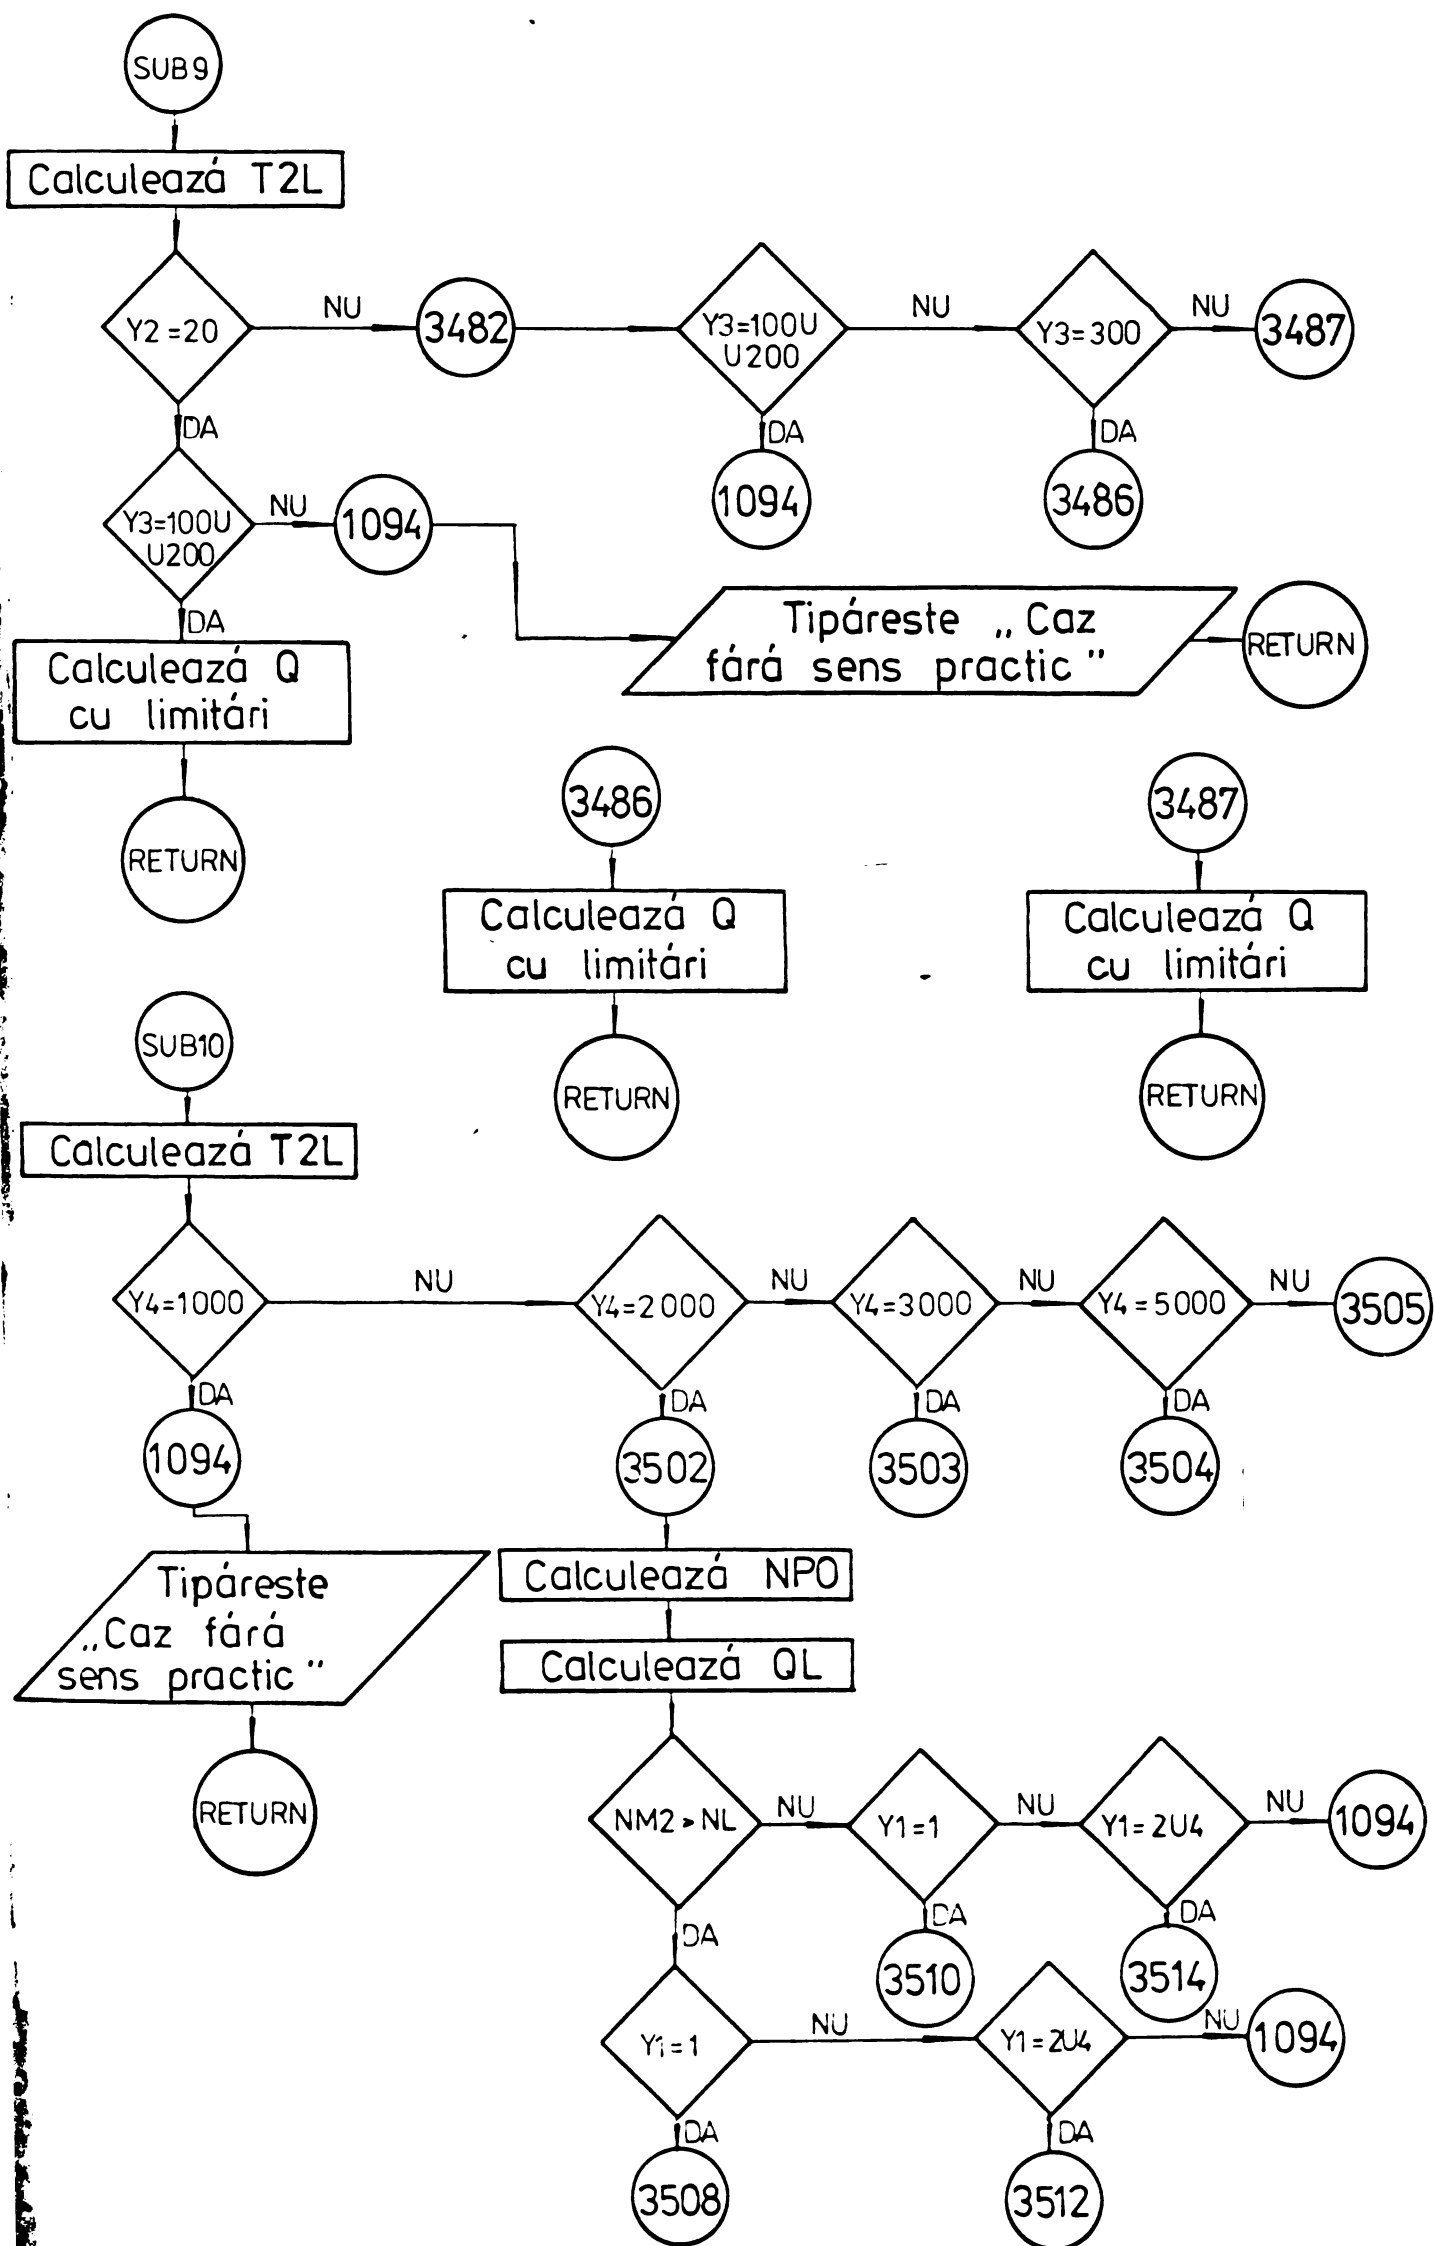 SUB9
Calculează T2L
Y2=20
NU
3482
Y3=100U
U200
NU
Y3=300
NU
3487
DA
DA
1094
DA
3486
Y3=100U
U200
NU
1094
DA
Tipáreste „Caz
fárá sens practic"
RETURN
Calculează Q
cu limitári
RETURN
3486
Calculează Q
cu limitári
RETURN
3487
Calculează Q
cu limitári
RETURN
SUB10
Calculează T2L
Y4=1000
NU
Y4=2000
NU
Y4=3000
NU
Y4=5000
NU
3505
DA
1094
DA
3502
DA
3503
DA
3504
Tipáreste
„Caz fárá
sens practic"
RETURN
Calculează NPO
Calculează QL
NM2>NL
NU
Y1=1
NU
Y1=2U4
NU
1094
DA
DA
3510
DA
3514
Y1=1
NU
Y1=2U4
NU
1094
DA
3508
DA
3512